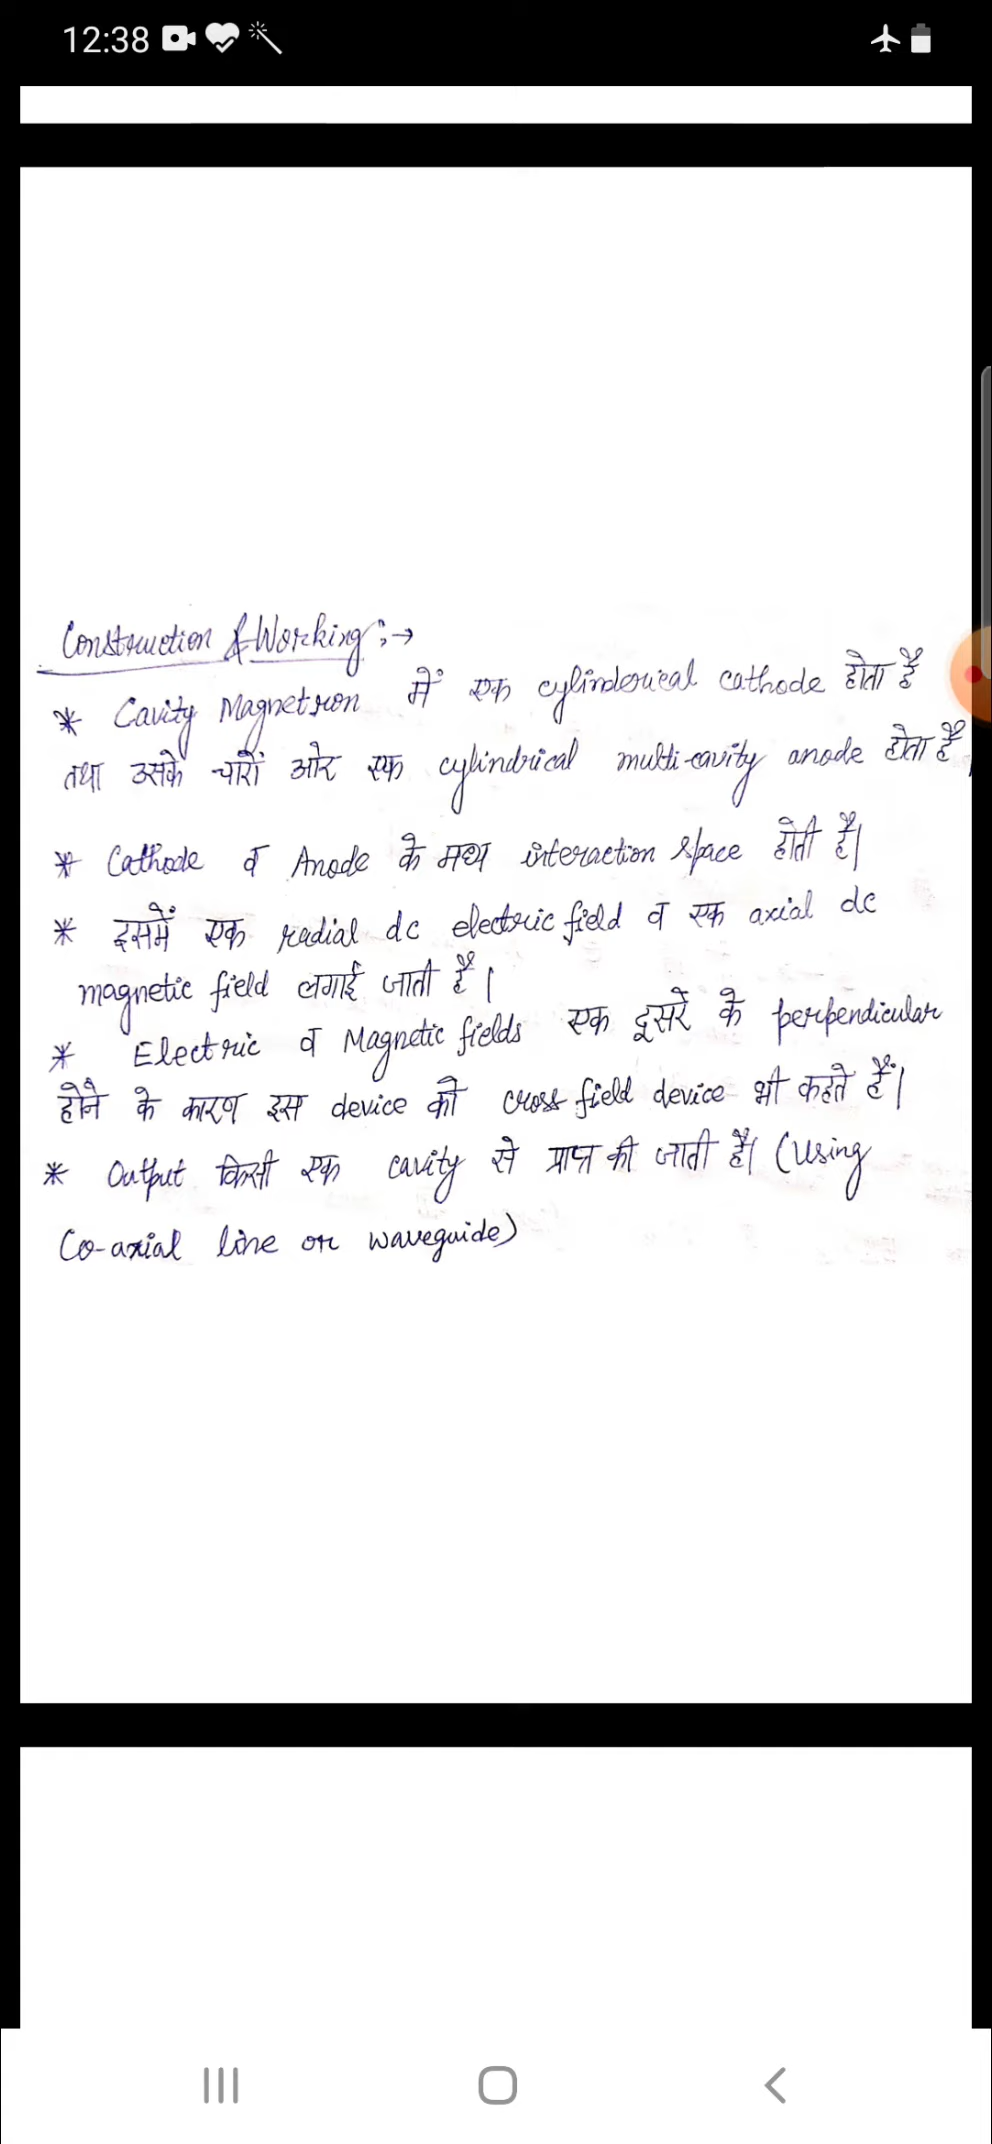 12:38
Construction & Working :→
* Cavity Magnetron में एक cylinderical cathode होता है
तथा उसके चारों ओर एक cylindrical multi-cavity anode होता है|
* Cathode व Anode के मध्य interaction space होती है|
* इसमें एक radial dc electric field व एक axial dc
magnetic field लगाई जाती है |
* Electric व Magnetic fields एक दूसरे के perpendicular
होने के कारण इस device को cross field device भी कहते हैं|
* Output किसी एक cavity से प्राप्त की जाती है| (Using
Co-axial line or waveguide)